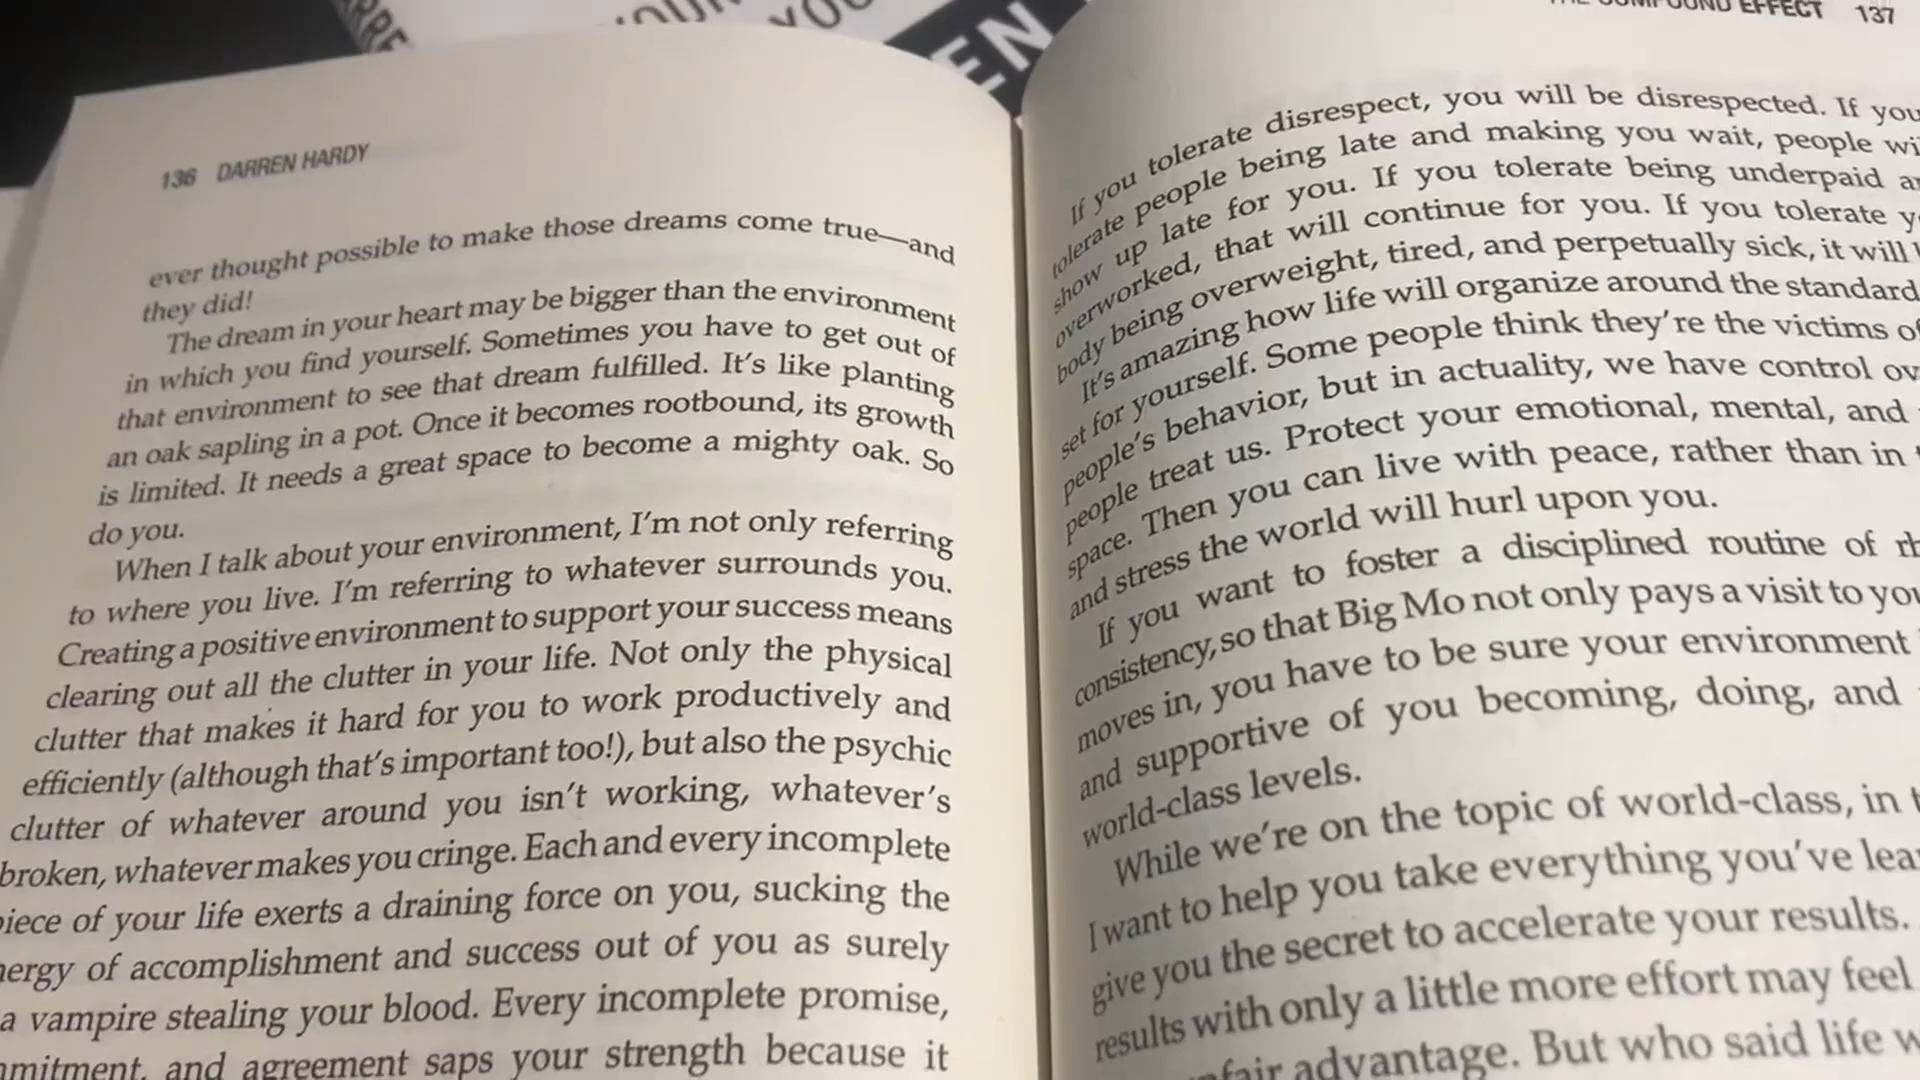 136 DARREN HARDY
ever thought possible to make those dreams come true—and
they did!
The dream in your heart may be bigger than the environment
in which you find yourself. Sometimes you have to get out of
that environment to see that dream fulfilled. It's like planting
an oak sapling in a pot. Once it becomes rootbound, its growth
is limited. It needs a great space to become a mighty oak. So
do you.
When I talk about your environment, I'm not only referring
to where you live. I'm referring to whatever surrounds you.
Creating a positive environment to support your success means
clearing out all the clutter in your life. Not only the physical
clutter that makes it hard for you to work productively and
efficiently (although that's important too!), but also the psychic
clutter of whatever around you isn't working, whatever's
broken, whatever makes you cringe. Each and every incomplete
piece of your life exerts a draining force on you, sucking the
nergy of accomplishment and success out of you as surely
a vampire stealing your blood. Every incomplete promise,
mmitment, and agreement saps your strength because it
EN
THE COMPOUND EFFECT 137
If you tolerate disrespect, you will be disrespected. If you
tolerate people being late and making you wait, people wi
show up late for you. If you tolerate being underpaid a
overworked, that will continue for you. If you tolerate y
body being overweight, tired, and perpetually sick, it will
It's amazing how life will organize around the standard
set for yourself. Some people think they're the victims of
people's behavior, but in actuality, we have control ov
people treat us. Protect your emotional, mental, and
space. Then you can live with peace, rather than in
and stress the world will hurl upon you.
If you want to foster a disciplined routine of rh
consistency, so that Big Mo not only pays a visit to you
moves in, you have to be sure your environment
and supportive of you becoming, doing, and
world-class levels.
While we're on the topic of world-class, in t
I want to help you take everything you've lear
give you the secret to accelerate your results.
results with only a little more effort may feel
nfair advantage. But who said life w